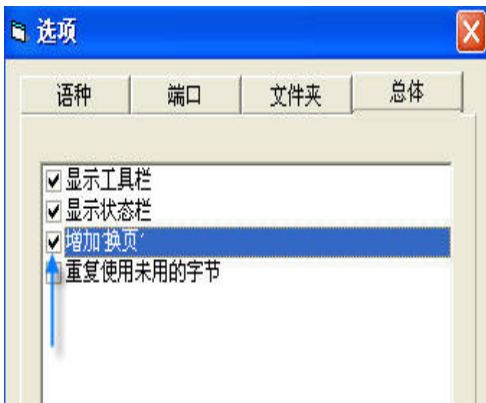 选项
语种 端口 文件夹 总体
显示工具栏
显示状态栏
增加'换页'
重复使用未用的字节